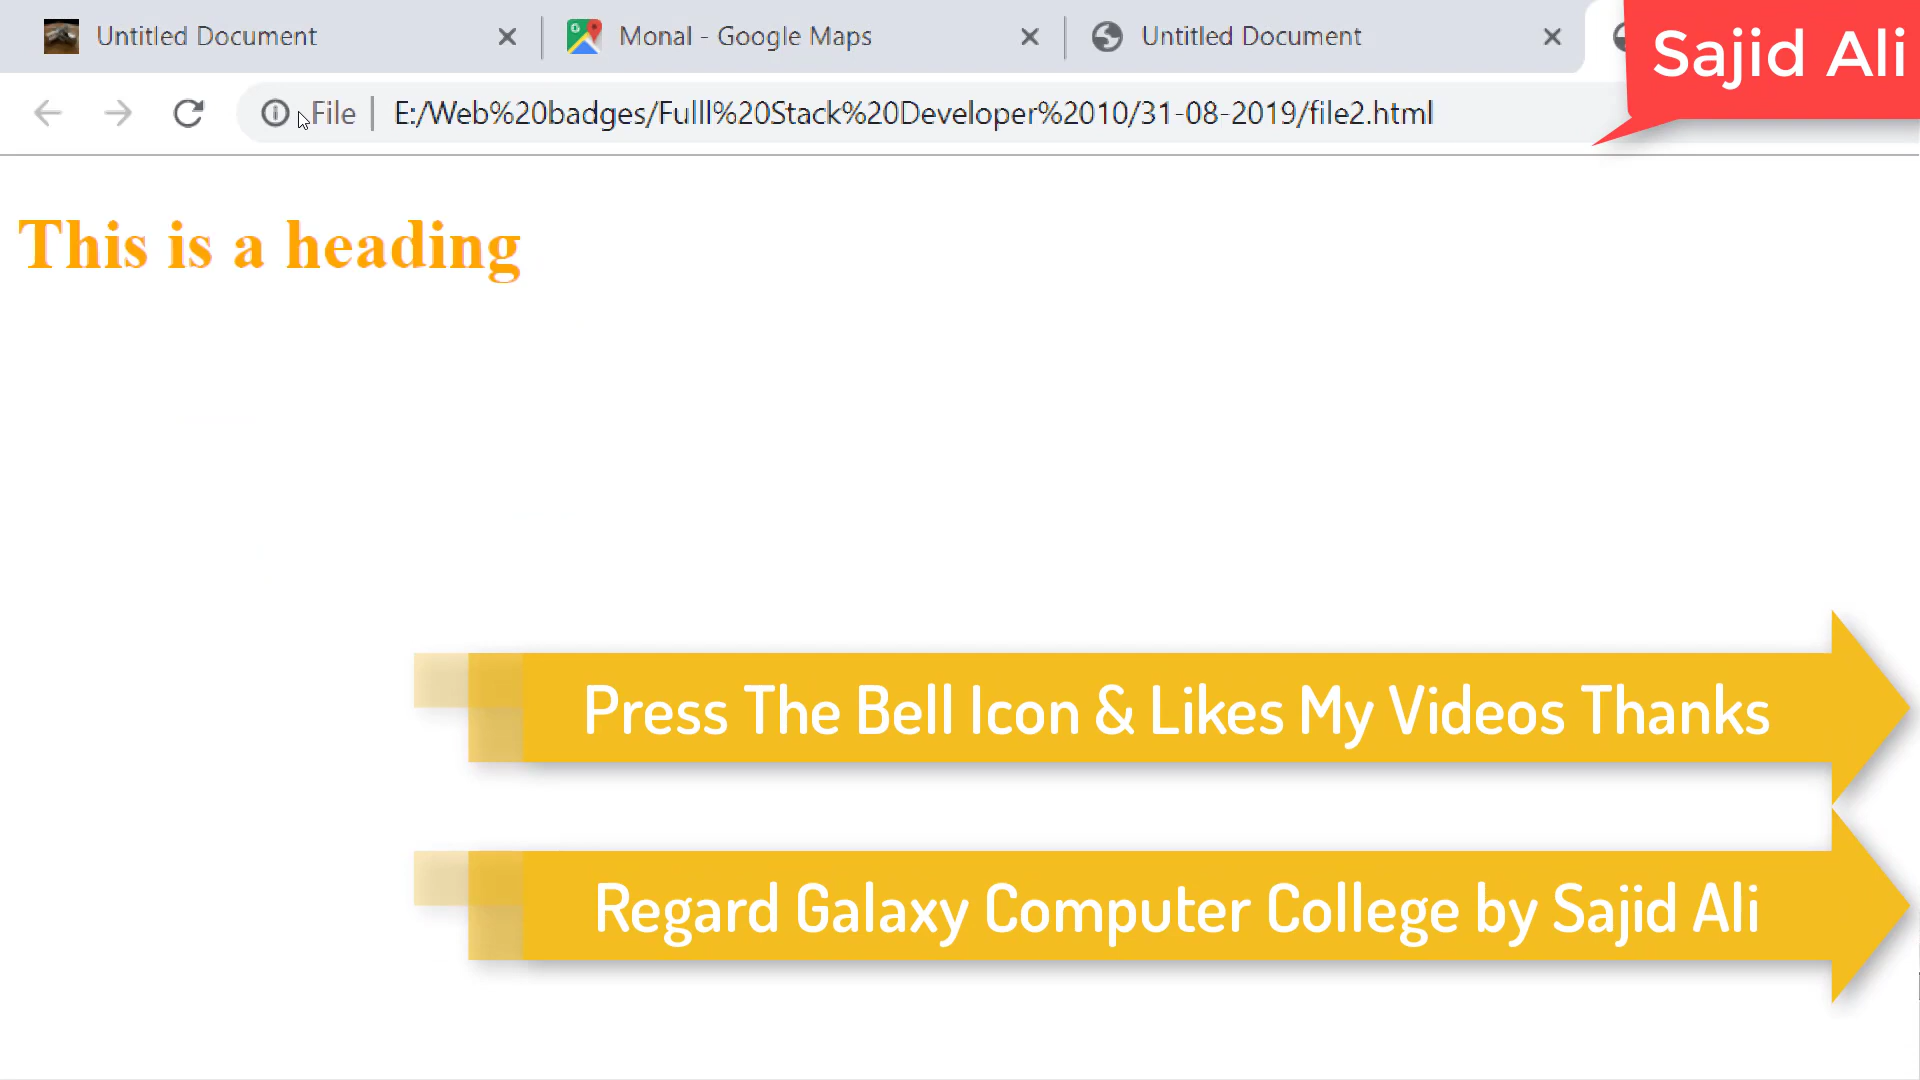 Untitled Document
Monal - Google Maps
Untitled Document
Sajid Ali
File
E:/Web%20badges/Fulll%20Stack%20Developer%2010/31-08-2019/file2.html
This is a heading
Press The Bell Icon & Likes My Videos Thanks
Regard Galaxy Computer College by Sajid Ali